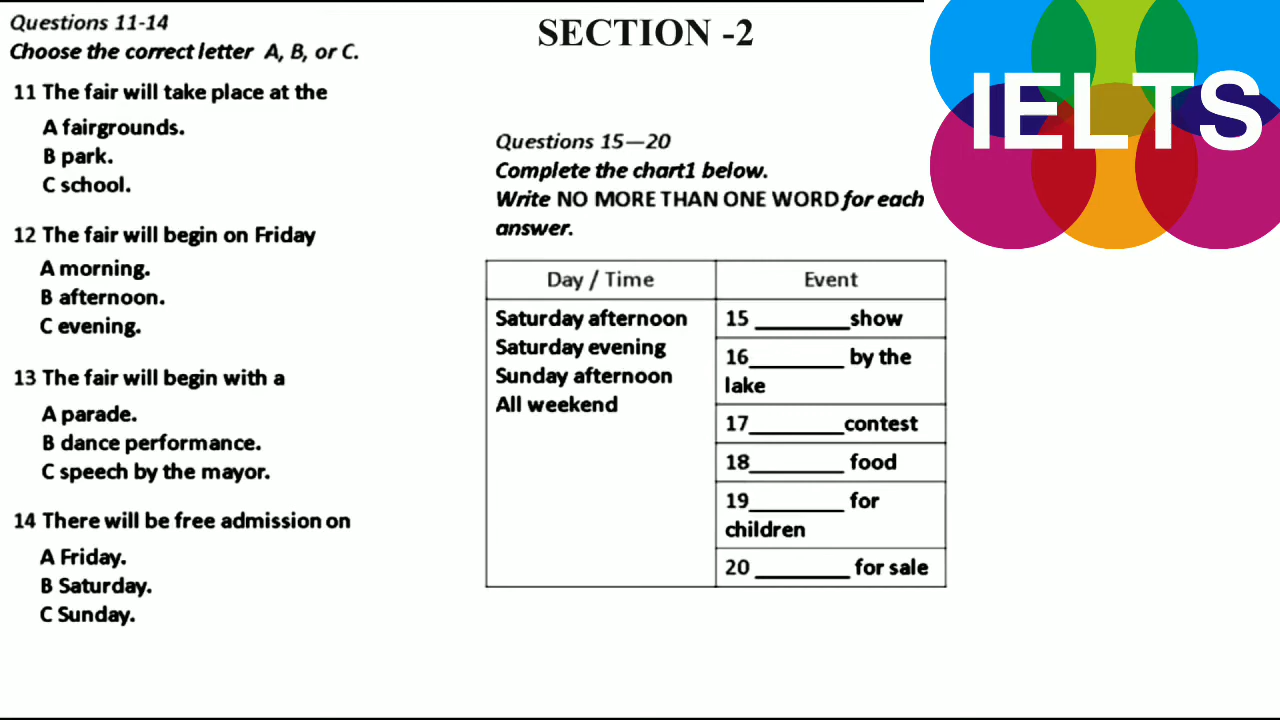 Questions 11-14
Choose the correct letter A, B, or C.
11 The fair will take place at the
A fairgrounds.
B park.
C school.
12 The fair will begin on Friday
A morning.
B afternoon.
C evening.
13 The fair will begin with a
A parade.
B dance performance.
C speech by the mayor.
14 There will be free admission on
A Friday.
B Saturday.
C Sunday.
SECTION -2
Questions 15—20
Complete the chart1 below.
Write NO MORE THAN ONE WORD for each
answer.
Day / Time
Event
Saturday afternoon
Saturday evening
Sunday afternoon
All weekend
15 ________show
16________ by the
lake
17________contest
18________ food
19________ for
children
20 ________ for sale
IELTS